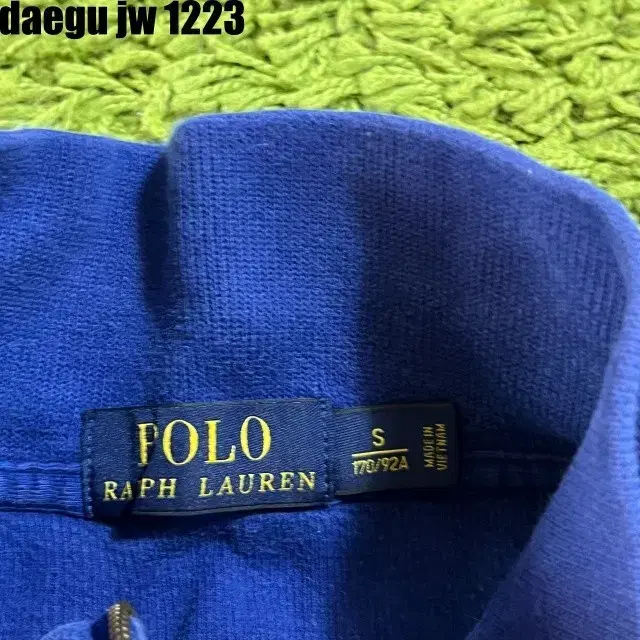 daegu jw 1223
POLO
RALPH LAUREN
S
170/92A
MADE IN
VIETNAM